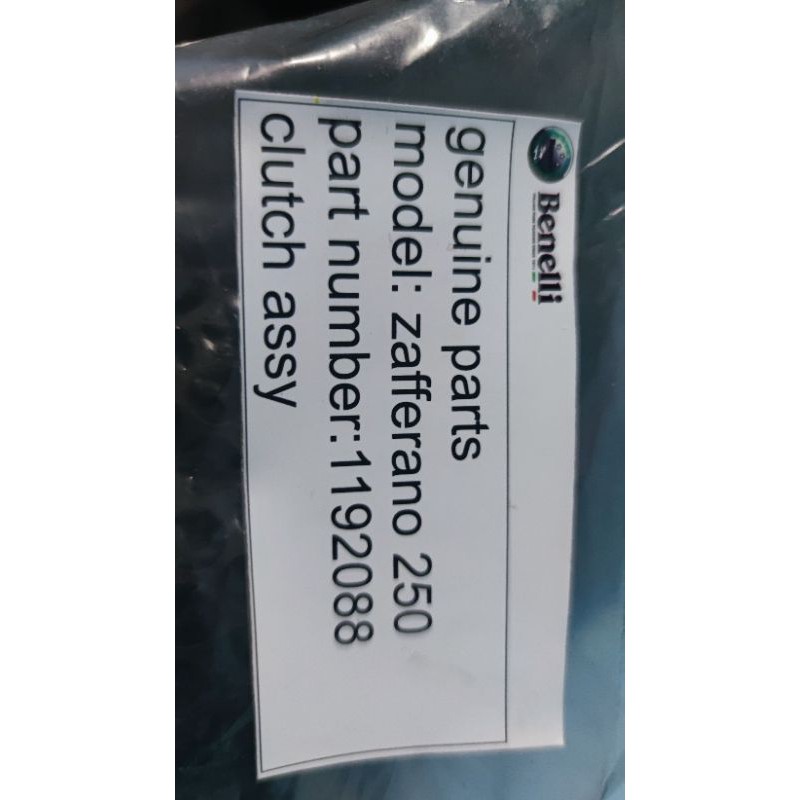 Benelli
genuine parts
model: zafferano 250
part number:1192088
clutch assy